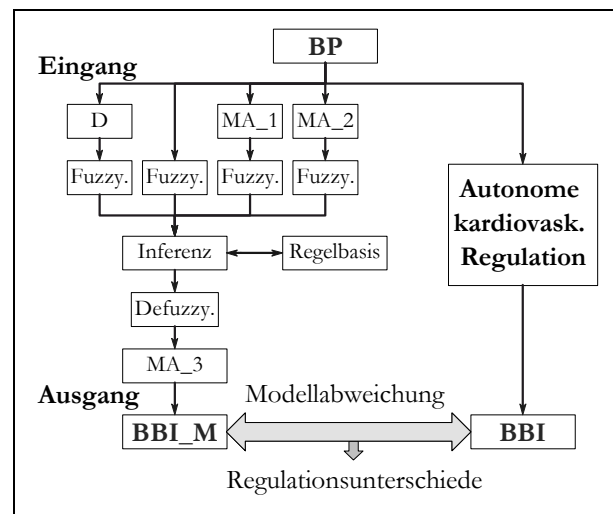 BP
Eingang
D
MA_1
MA_2
Fuzzy.
Fuzzy.
Fuzzy.
Fuzzy.
Autonome
kardiovask.
Regulation
Inferenz
Regelbasis
Defuzzy.
MA_3
Ausgang
Modellabweichung
BBI_M
BBI
Regulationsunterschiede